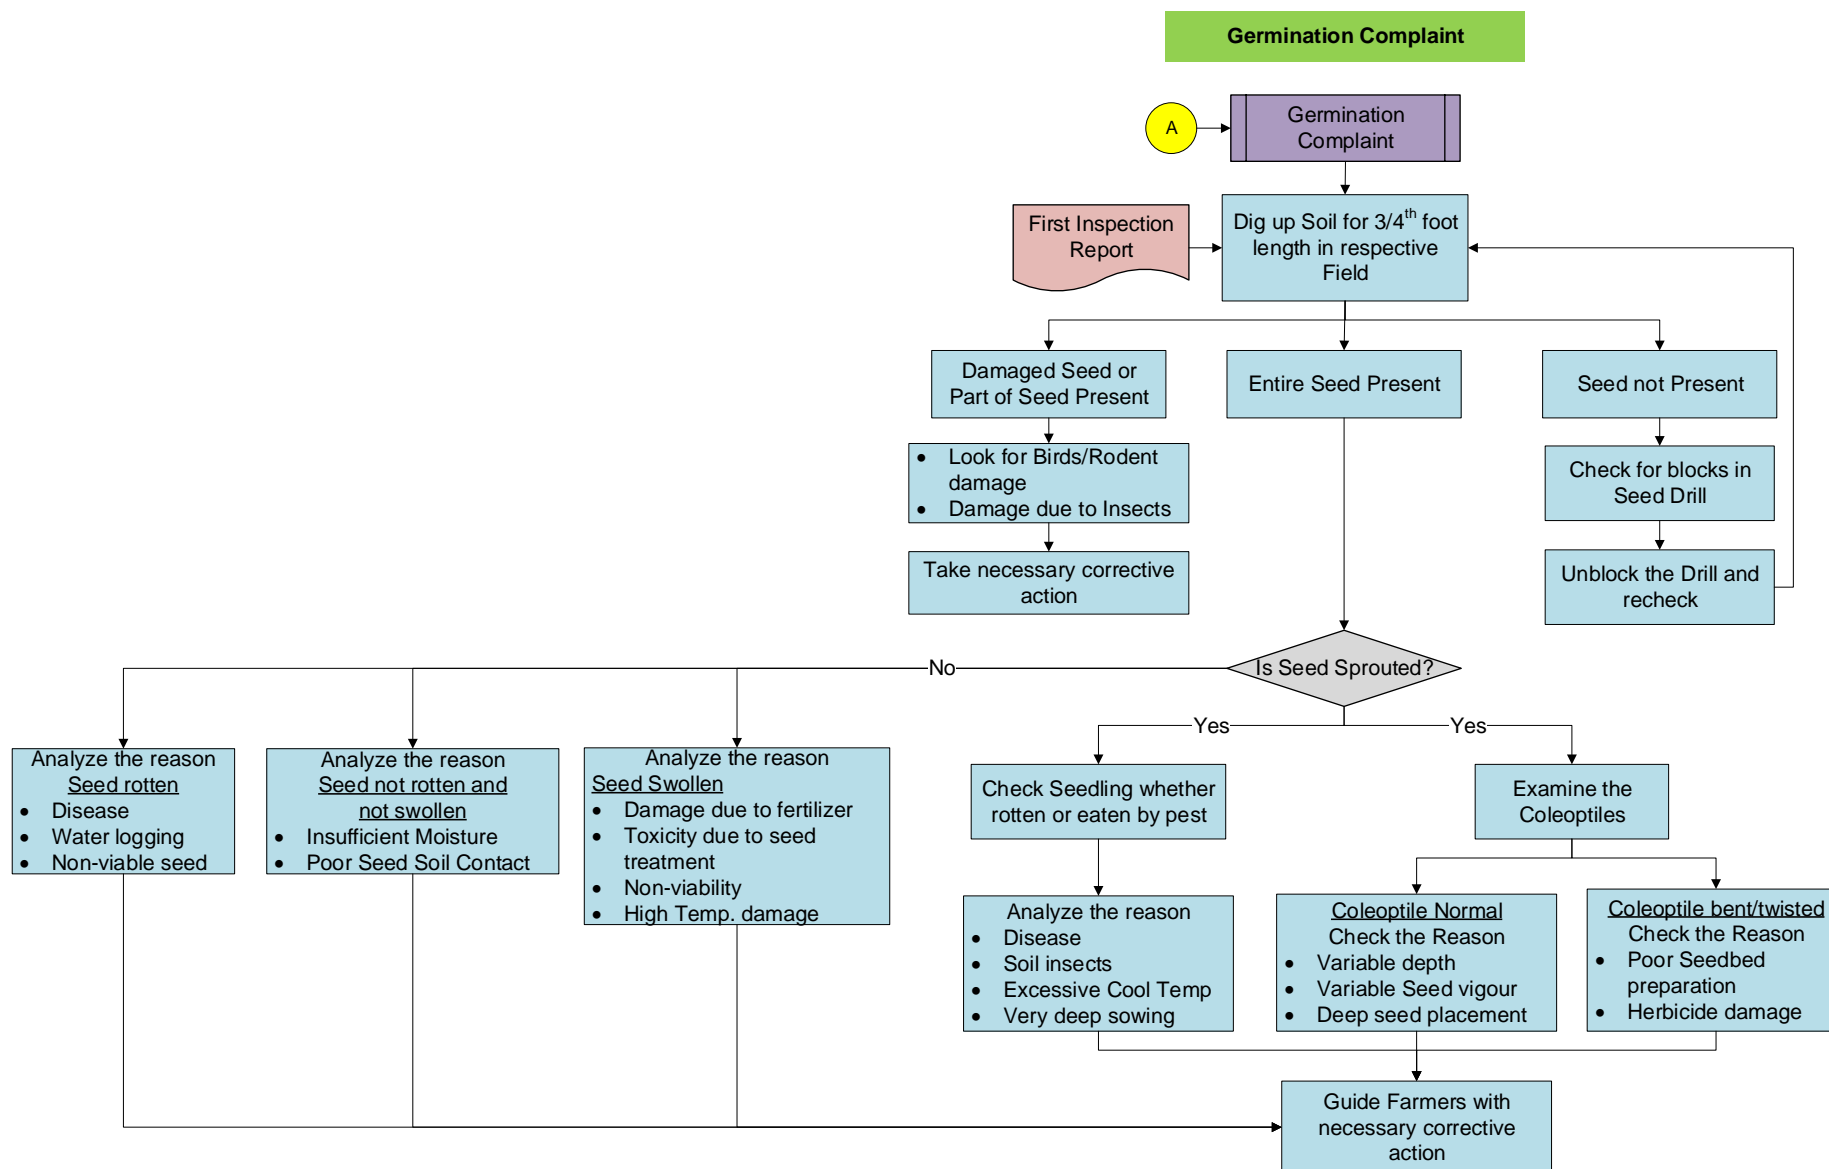 Germination Complaint
A
Germination
Complaint
First Inspection
Report
Dig up Soil for 3/4th foot
length in respective
Field
Damaged Seed or
Part of Seed Present
Entire Seed Present
Seed not Present
• Look for Birds/Rodent
damage
• Damage due to Insects
Check for blocks in
Seed Drill
Take necessary corrective
action
Unblock the Drill and
recheck
Is Seed Sprouted?
No
Yes
Yes
Analyze the reason
Seed rotten
• Disease
• Water logging
• Non-viable seed
Analyze the reason
Seed not rotten and
not swollen
• Insufficient Moisture
• Poor Seed Soil Contact
Analyze the reason
Seed Swollen
• Damage due to fertilizer
• Toxicity due to seed
treatment
• Non-viability
• High Temp. damage
Check Seedling whether
rotten or eaten by pest
Examine the
Coleoptiles
Analyze the reason
• Disease
• Soil insects
• Excessive Cool Temp
• Very deep sowing
Coleoptile Normal
Check the Reason
• Variable depth
• Variable Seed vigour
• Deep seed placement
Coleoptile bent/twisted
Check the Reason
• Poor Seedbed
preparation
• Herbicide damage
Guide Farmers with
necessary corrective
action